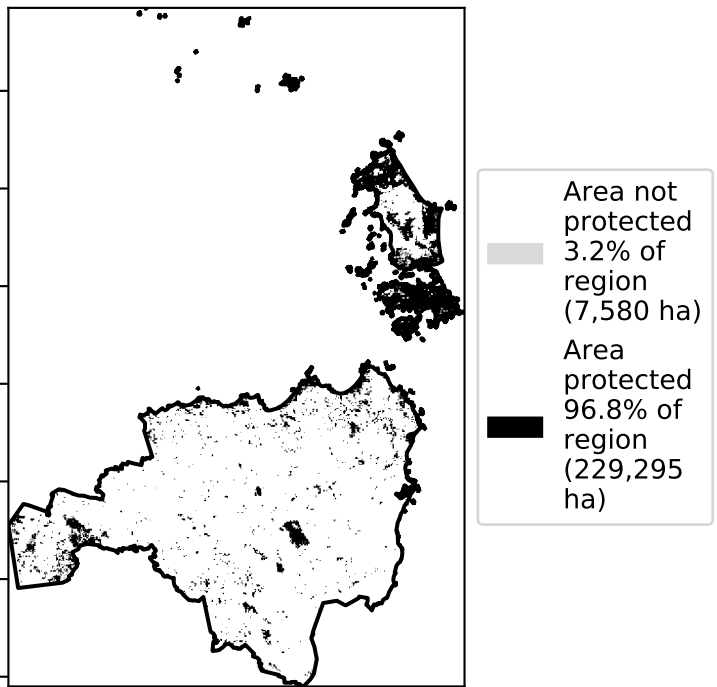 Area not
protected
3.2% of
region
(7,580 ha)
Area
protected
96.8% of
region
(229,295
ha)